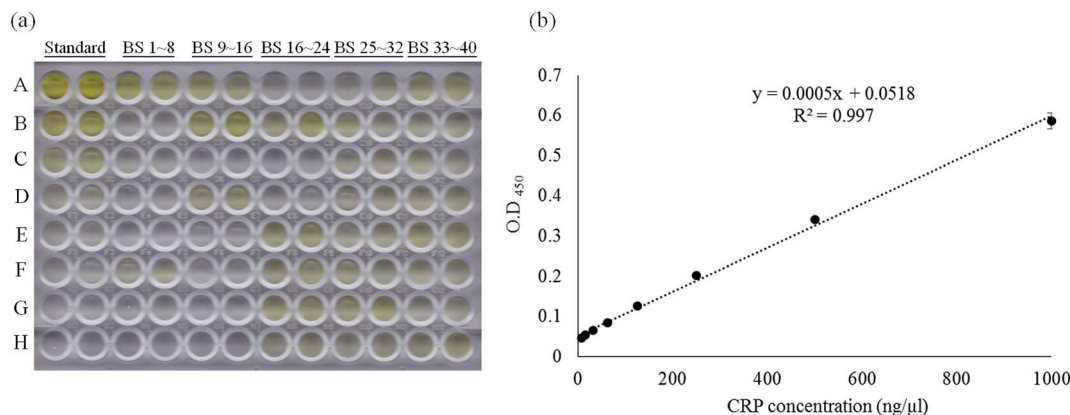 (a)
Standard BS 1~8 BS 9~16 BS 16~24 BS 25~32 BS 33~40
A
B
C
D
E
F
G
H
(b)
y = 0.0005x + 0.0518
R² = 0.997
O.D 450
0.7
0.6
0.5
0.4
0.3
0.2
0.1
0
0 200 400 600 800 1000
CRP concentration (ng/µl)